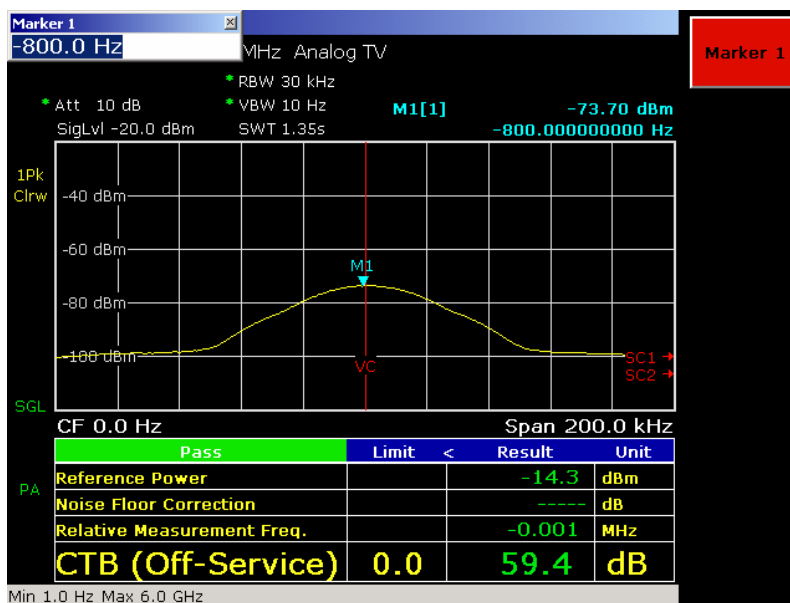 Marker 1
-800.0 Hz
MHz Analog TV
Marker 1
* RBW 30 kHz
* Att 10 dB * VBW 10 Hz M1[1] -73.70 dBm
SigLvl -20.0 dBm SWT 1.35s -800.000000000 Hz
1Pk
Clrw
-40 dBm
-60 dBm
M1
-80 dBm
-100 dBm
VC
SC1
SC2
SGL
CF 0.0 Hz Span 200.0 kHz
Pass Limit < Result Unit
PA
Reference Power -14.3 dBm
Noise Floor Correction ----- dB
Relative Measurement Freq. -0.001 MHz
CTB (Off-Service) 0.0 59.4 dB
Min 1.0 Hz Max 6.0 GHz